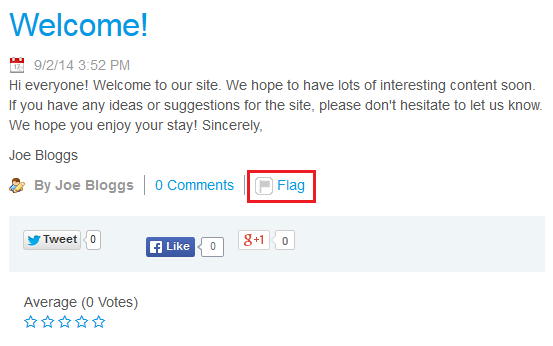 Welcome!
9/2/14 3:52 PM
Hi everyone! Welcome to our site. We hope to have lots of interesting content soon.
If you have any ideas or suggestions for the site, please don't hesitate to let us know.
We hope you enjoy your stay! Sincerely,
Joe Bloggs
By Joe Bloggs 0 Comments Flag
Tweet 0 Like 0 g+1 0
Average (0 Votes)